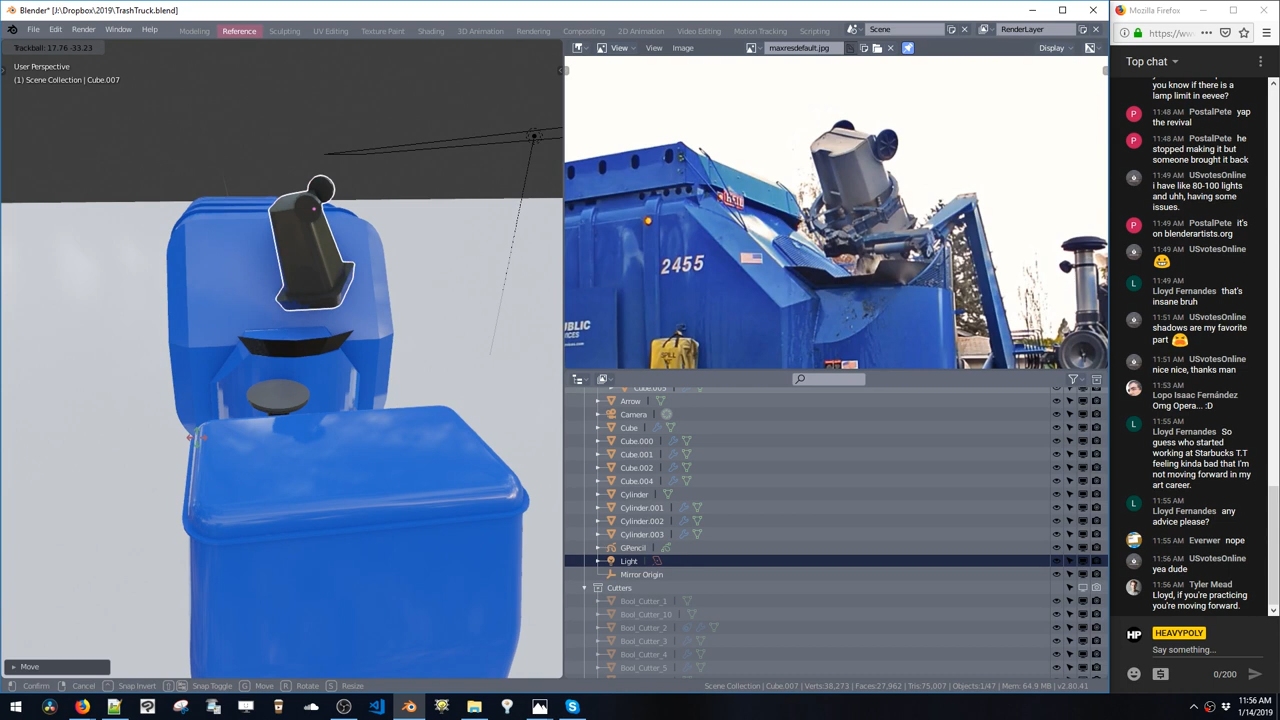 Blender* [J:\Dropbox\2019\TrashTruck.blend]
File Edit Render Window Help
Modeling Reference Sculpting UV Editing Texture Paint Shading 3D Animation Rendering Compositing 2D Animation Video Editing Motion Tracking Scripting
Scene
RenderLayer
Trackball: 17.76 -33.23
User Perspective
(1) Scene Collection | Cube.007
Move
View View Image
maxresdefault.jpg
Display
2455
Arrow
Camera
Cube
Cube.000
Cube.001
Cube.002
Cube.004
Cylinder
Cylinder.001
Cylinder.002
Cylinder.003
GPencil
Light
Mirror Origin
Cutters
Bool_Cutter_1
Bool_Cutter_10
Bool_Cutter_2
Bool_Cutter_3
Bool_Cutter_4
Bool_Cutter_5
Confirm Cancel Snap Invert Snap Toggle G Move R Rotate S Resize
Scene Collection | Cube.007 | Verts:38,273 | Faces:27,962 | Tris:75,007 | Objects:1/47 | Mem: 64.9 MB | v2.80.41
Mozilla Firefox
https://www
Top chat
you know if there is a
lamp limit in eevee?
11:48 AM PostalPete yap
the revival
11:48 AM PostalPete he
stopped making it but
someone brought it back
11:49 AM USvotesOnline
i have like 80-100 lights
and uhh, having some
issues.
11:49 AM PostalPete it's
on blenderartists.org
11:49 AM USvotesOnline
11:49 AM
Lloyd Fernandes that's
insane bruh
11:51 AM USvotesOnline
shadows are my favorite
part
11:52 AM USvotesOnline
nice nice, thanks man
11:53 AM
Lopo Isaac Fernández
Omg Opera... :D
11:55 AM
Lloyd Fernandes So
guess who started
working at Starbucks T.T
feeling kinda bad that I'm
not moving forward in my
art career.
11:55 AM
Lloyd Fernandes any
advice please?
11:55 AM Everwer nope
11:56 AM USvotesOnline
yea dude
11:56 AM Tyler Mead
Lloyd, if you're practicing
you're moving forward.
HP HEAVYPOLY
Say something...
0/200
11:56 AM
1/14/2019